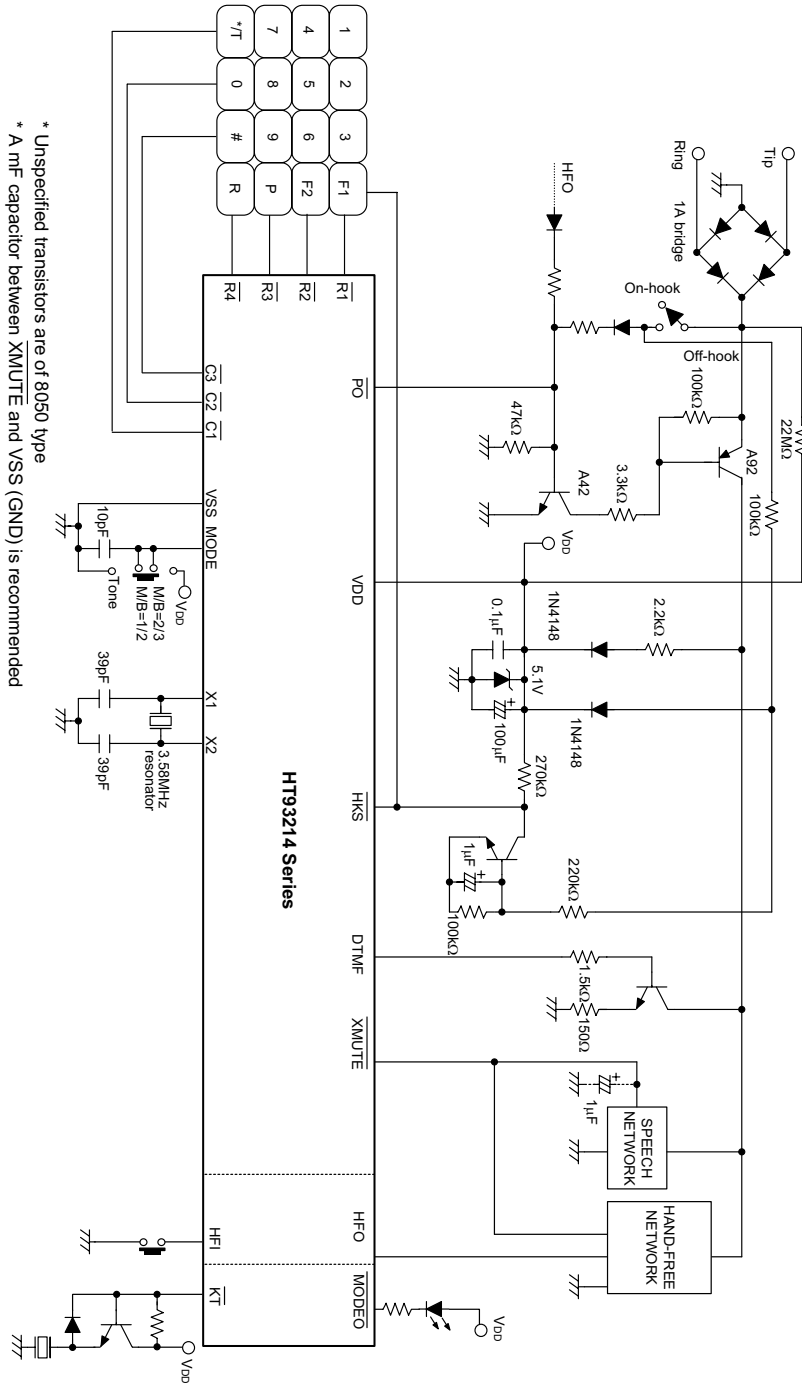 Tip
Ring
1A bridge
HFO
On-hook
Off-hook
22MΩ
100kΩ
A92
100kΩ
3.3kΩ
A42
47kΩ
VDD
1N4148
2.2kΩ
0.1μF
5.1V
100μF
1N4148
270kΩ
1μF
100kΩ
220kΩ
1.5kΩ
150Ω
1μF
SPEECH
NETWORK
HAND-FREE
NETWORK
1
2
3
F1
4
5
6
F2
7
8
9
P
*/T
0
#
R
R1
R2
R3
R4
PO
VDD
HKS
DTMF
XMUTE
HFO
MODEO
VDD
HT93214 Series
C3
C2
C1
VSS
MODE
X1
X2
HFI
KT
10pF
Tone
M/B=1/2
M/B=2/3
VDD
39pF
39pF
3.58MHz
resonator
VDD
* Unspecified transistors are of 8050 type
* A mF capacitor between XMUTE and VSS (GND) is recommended